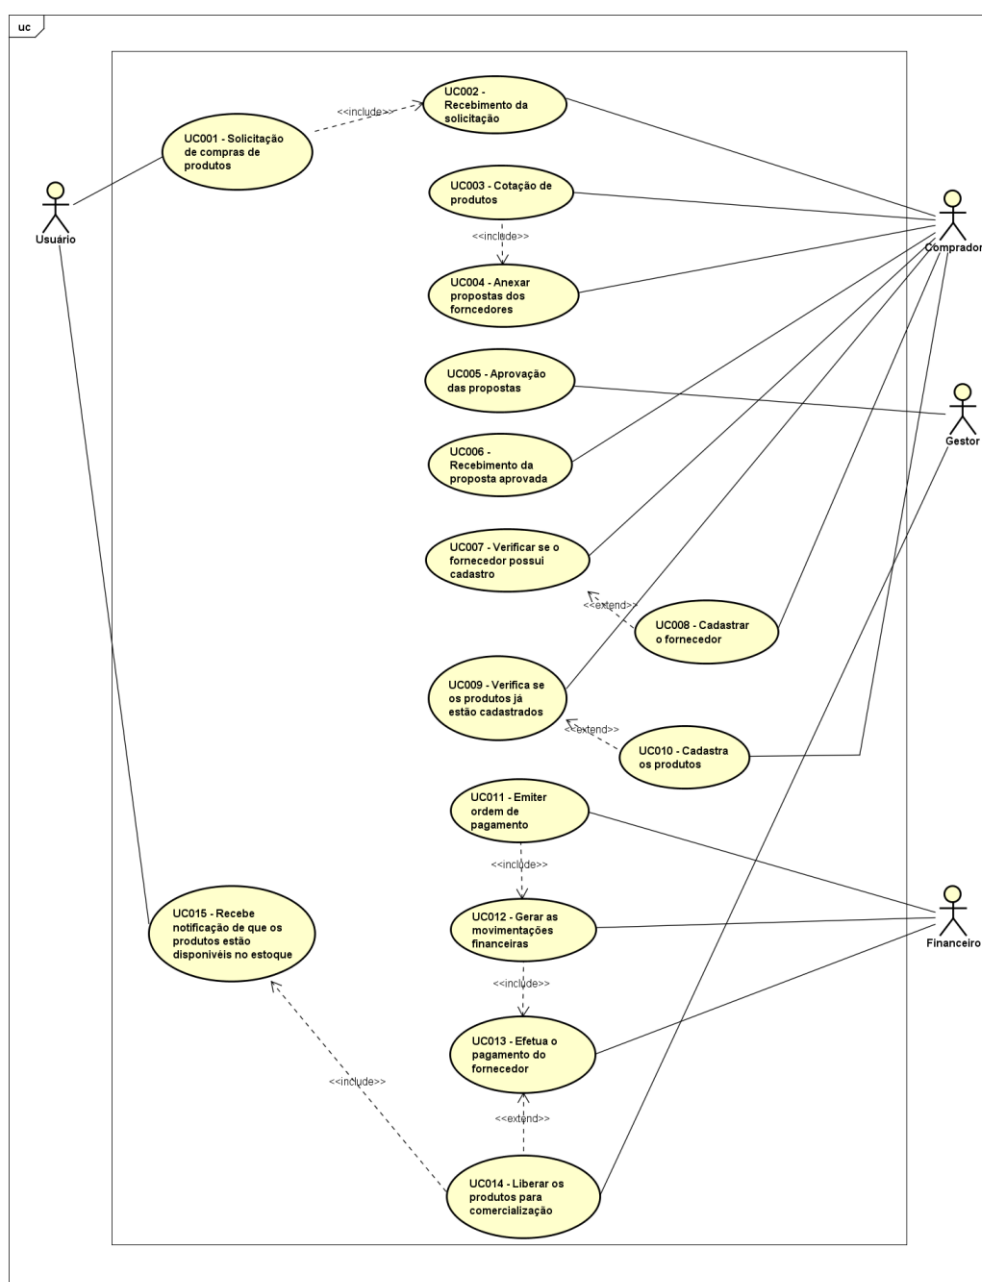 uc
UC002 -
Recebimento da
solicitação
<<include>>
UC001 - Solicitação
de compras de
produtos
UC003 - Cotação de
produtos
Usuário
<<include>>
Comprador
UC004 - Anexar
propostas dos
forncedores
UC005 - Aprovação
das propostas
Gestor
UC006 -
Recebimento da
proposta aprovada
UC007 - Verificar se o
fornecedor possui
cadastro
<<extend>>
UC008 - Cadastrar
o fornecedor
UC009 - Verifica se
os produtos já
estão cadastrados
<<extend>>
UC010 - Cadastra
os produtos
UC011 - Emiter
ordem de
pagamento
<<include>>
UC015 - Recebe
notificação de que os
produtos estão
disponivéis no estoque
UC012 - Gerar as
movimentações
financeiras
Financeiro
<<include>>
UC013 - Efetua o
pagamento do
fornecedor
<<include>>
<<extend>>
UC014 - Liberar os
produtos para
comercialização